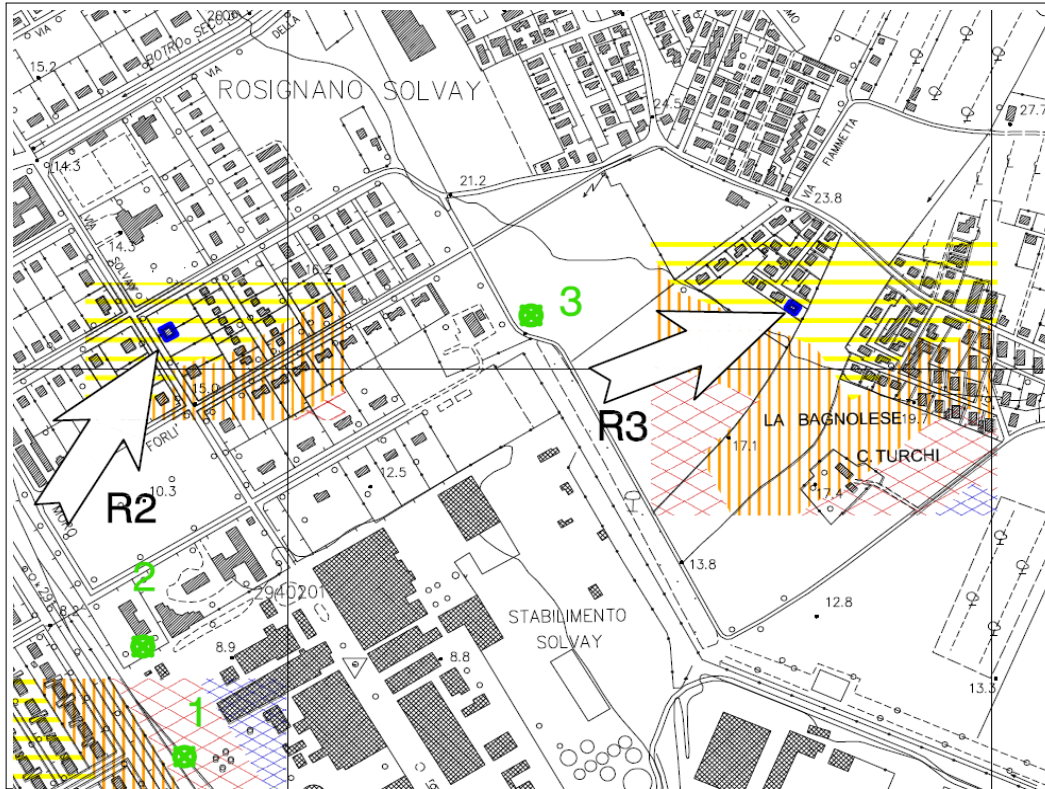 VIA
BOTRO SECCO
DELLA
15.2
VIA
ROSIGNANO SOLVAY
24.5
FIAMMETTA
VIA
27.7
14.3
21.2
23.8
VIA
SOLVAY
14.3
16.2
3
15.0
FORLI'
R3
LA BAGNOLESE
19.7
17.1
C.TURCHI
12.5
10.3
R2
17.4
2
13.8
2940201
8.2
12.8
STABILIMENTO
SOLVAY
8.9
8.8
13.3
1